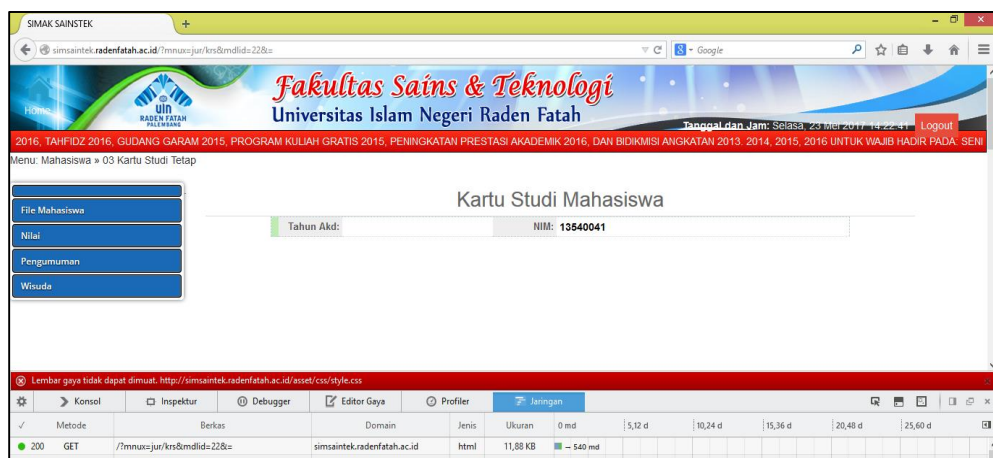 SIMAK SAINSTEK
simsaintek.radenfatah.ac.id/?mnux=jur/krs&mdlid=22&t=
Google
Home
uin
RADEN FATAH
PALEMBANG
Fakultas Sains & Teknologi
Universitas Islam Negeri Raden Fatah
Tanggal dan Jam: Selasa, 23 Mei 2017 14:22:41
Logout
2016, TAHFIDZ 2016, GUDANG GARAM 2015, PROGRAM KULIAH GRATIS 2015, PENINGKATAN PRESTASI AKADEMIK 2016, DAN BIDIKMISI ANGKATAN 2013. 2014, 2015, 2016 UNTUK WAJIB HADIR PADA: SENI
Menu: Mahasiswa » 03 Kartu Studi Tetap
File Mahasiswa
Nilai
Pengumuman
Wisuda
Kartu Studi Mahasiswa
Tahun Akd: NIM: 13540041
Lembar gaya tidak dapat dimuat. http://simsaintek.radenfatah.ac.id/asset/css/style.css
Konsol Inspektur Debugger Editor Gaya Profiler Jaringan
✓ Metode Berkas Domain Jenis Ukuran 0 md 5,12 d 10,24 d 15,36 d 20,48 d 25,60 d
200 GET /?mnux=jur/krs&mdlid=22&t= simsaintek.radenfatah.ac.id html 11,88 KB → 540 md